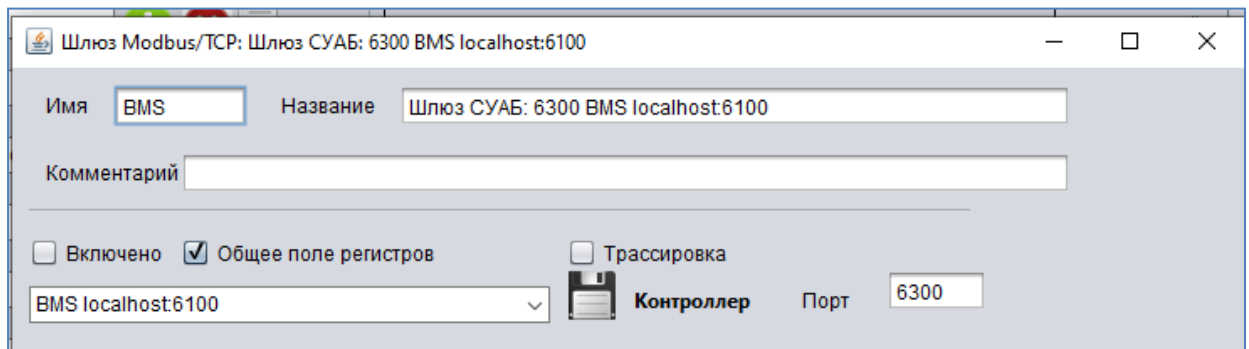 Шлюз Modbus/TCP: Шлюз СУАБ: 6300 BMS localhost:6100
Имя BMS Название Шлюз СУАБ: 6300 BMS localhost:6100
Комментарий
Включено Общее поле регистров Трассировка
BMS localhost:6100 Контроллер Порт 6300